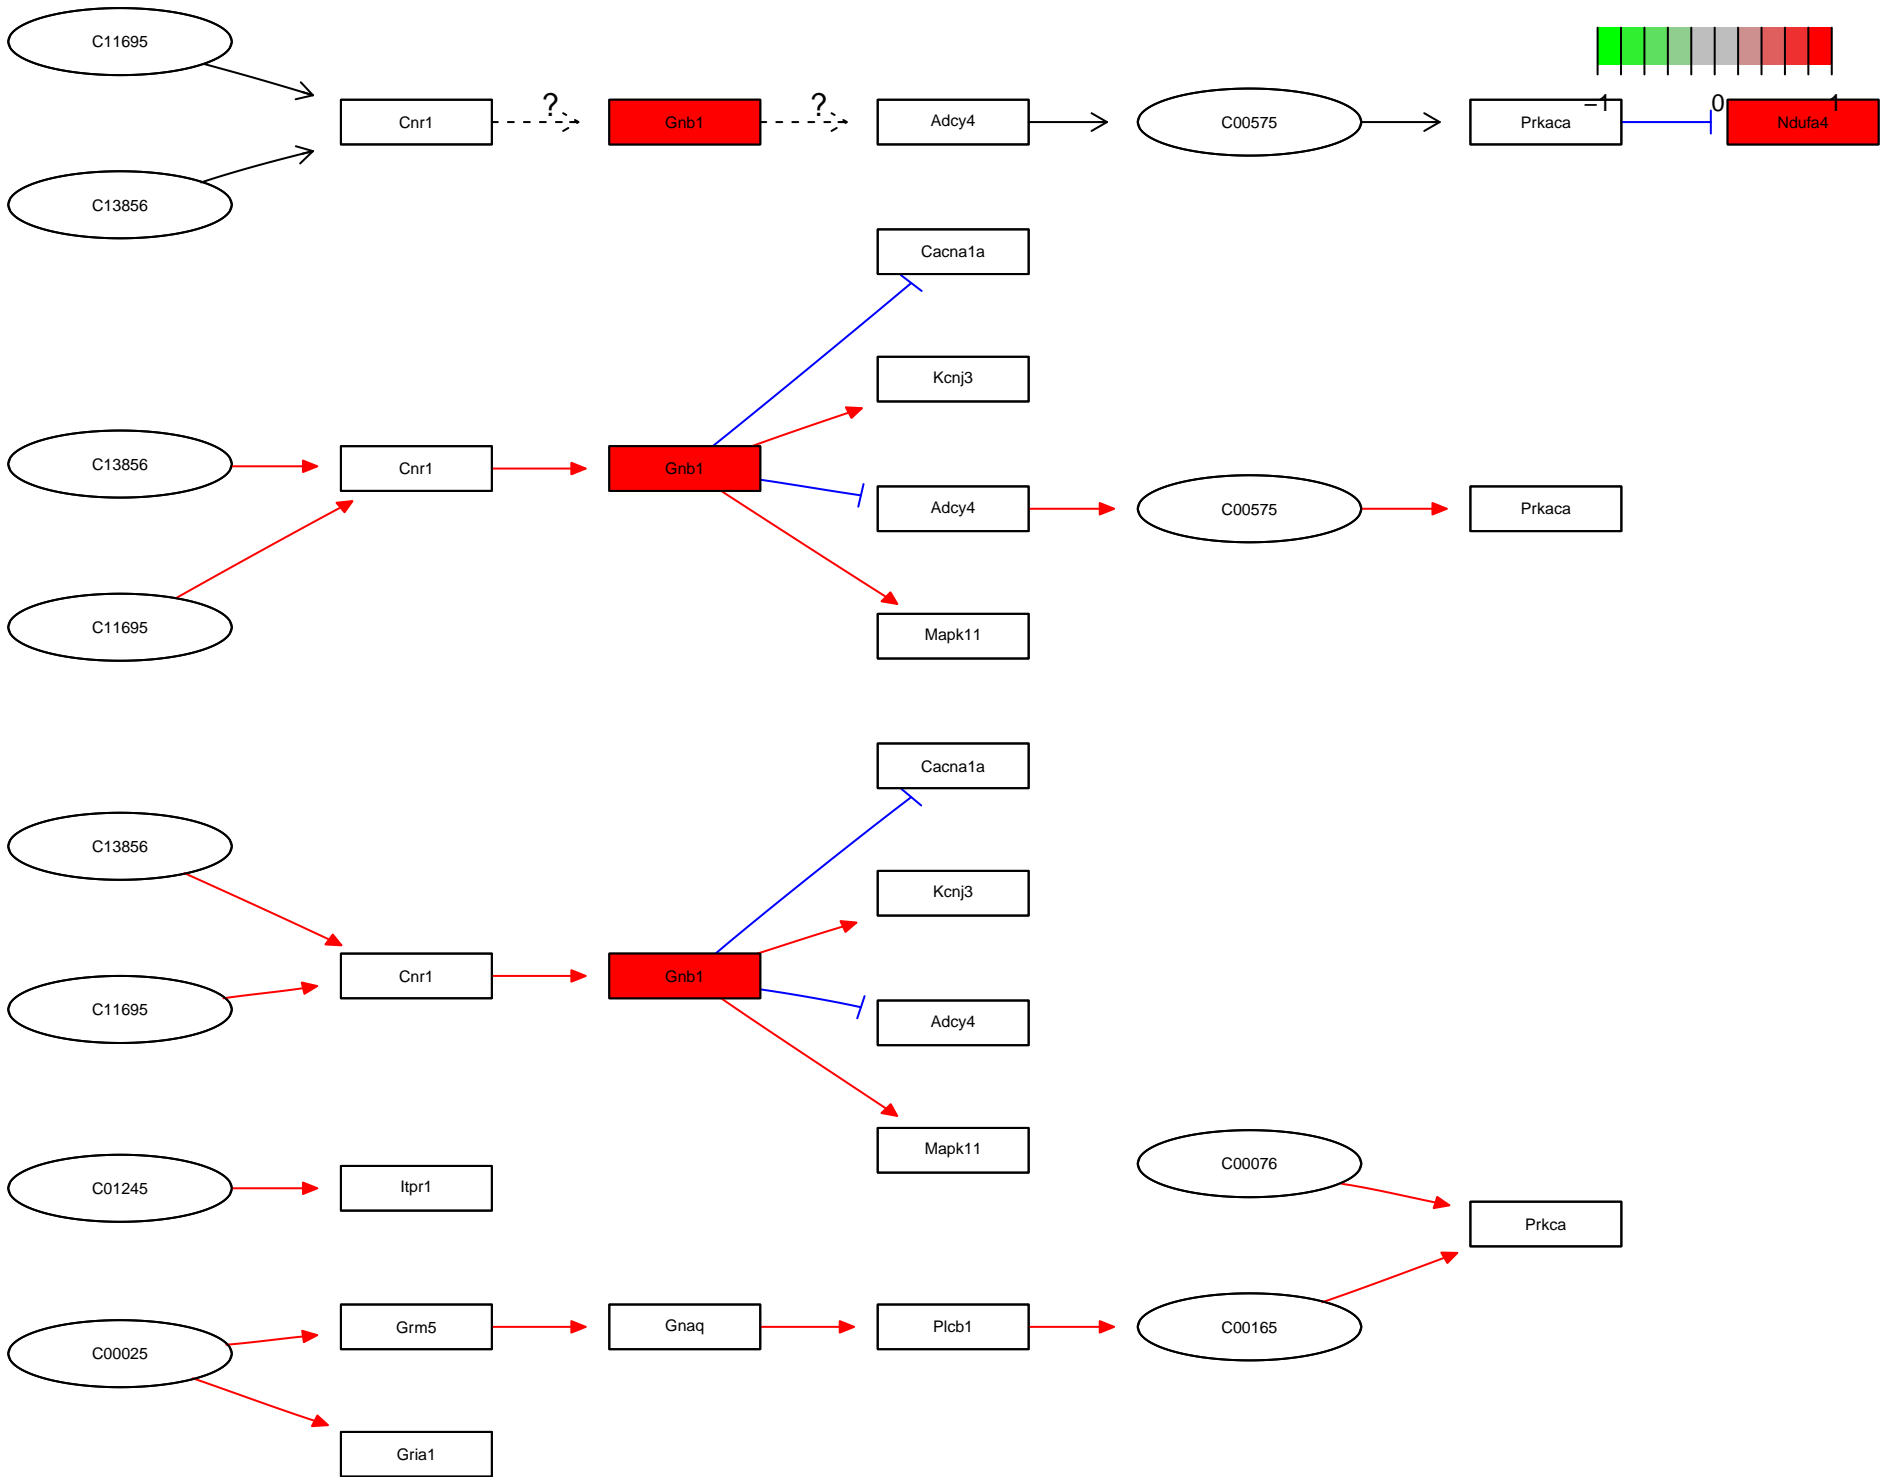 C11695
−1 0 1
Cnr1 ? Gnb1 ? Adcy4 C00575 Prkaca Ndufa4
C13856
Cacna1a
Kcnj3
C13856 Cnr1 Gnb1
Adcy4 C00575 Prkaca
C11695
Mapk11
Cacna1a
C13856
Kcnj3
Cnr1 Gnb1
C11695
Adcy4
Mapk11
C00076
C01245 Itpr1
Prkca
Grm5 Gnaq Plcb1 C00165
C00025
Gria1